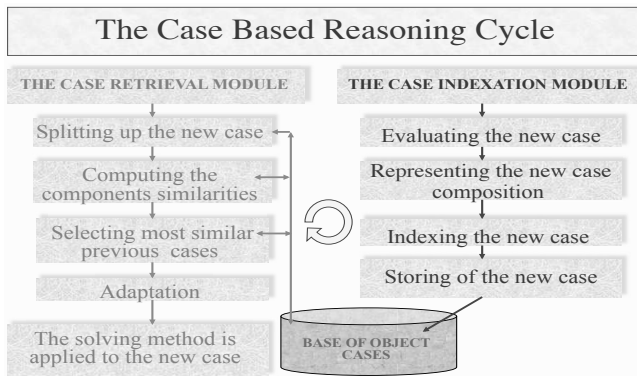 The Case Based Reasoning Cycle
THE CASE RETRIEVAL MODULE
Splitting up the new case
Computing the
components similarities
Selecting most similar
previous cases
Adaptation
The solving method is
applied to the new case
THE CASE INDEXATION MODULE
Evaluating the new case
Representing the new case
composition
Indexing the new case
Storing of the new case
BASE OF OBJECT
CASES